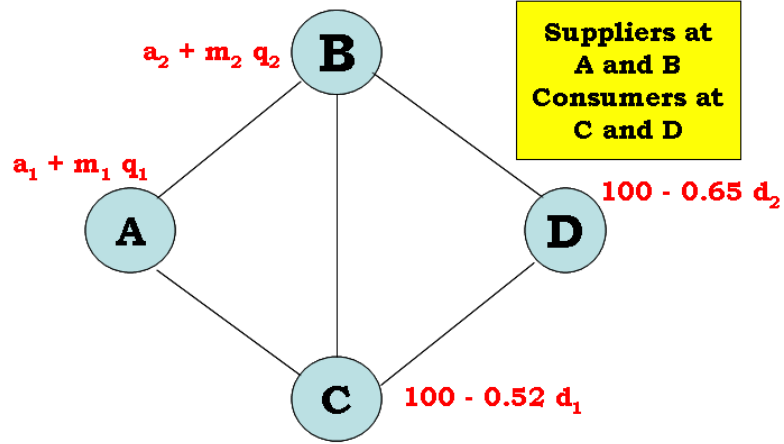 a₂ + m₂ q₂
B
Suppliers at
A and B
Consumers at
C and D
a₁ + m₁ q₁
100 - 0.65 d₂
A
D
C
100 - 0.52 d₁